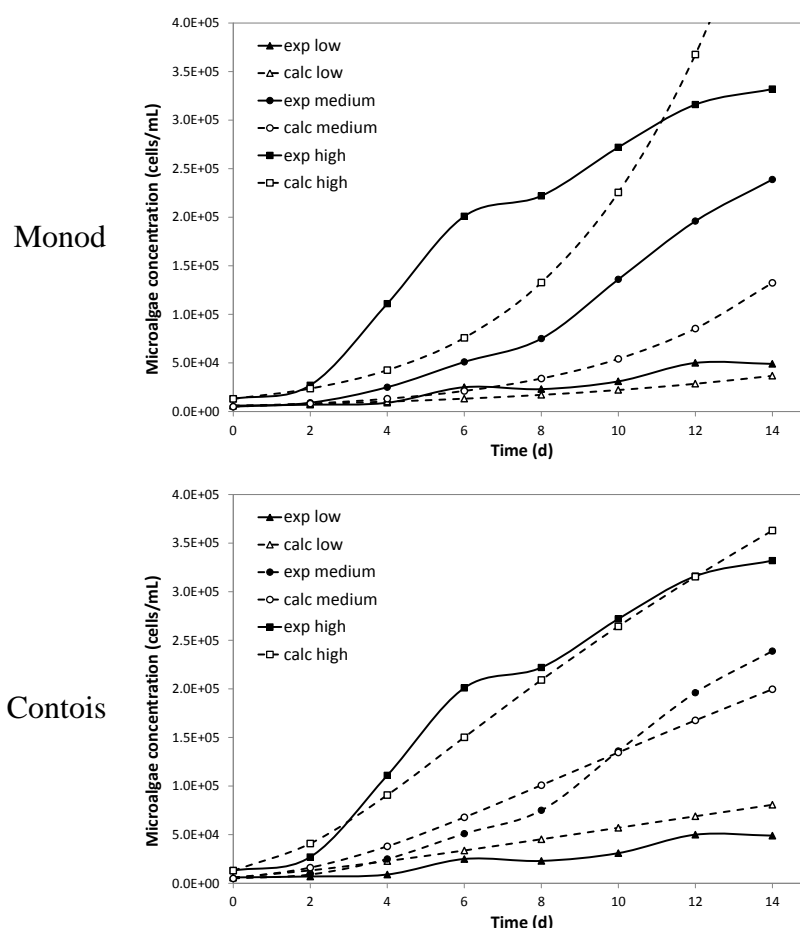 Monod
Microalgae concentration (cells/mL)
4.0E+05
3.5E+05
3.0E+05
2.5E+05
2.0E+05
1.5E+05
1.0E+05
5.0E+04
0.0E+00
exp low
calc low
exp medium
calc medium
exp high
calc high
0 2 4 6 8 10 12 14
Time (d)
Contois
Microalgae concentration (cells/mL)
4.0E+05
3.5E+05
3.0E+05
2.5E+05
2.0E+05
1.5E+05
1.0E+05
5.0E+04
0.0E+00
exp low
calc low
exp medium
calc medium
exp high
calc high
0 2 4 6 8 10 12 14
Time (d)